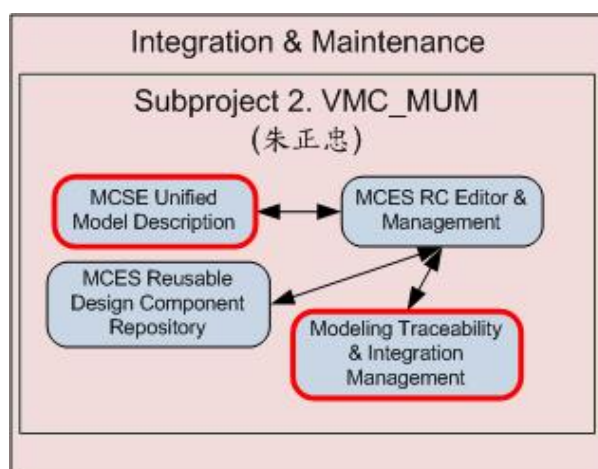 Integration & Maintenance
Subproject 2. VMC_MUM
(朱正忠)
MCSE Unified
Model Description
MCES RC Editor &
Management
MCES Reusable
Design Component
Repository
Modeling Traceability
& Integration
Management